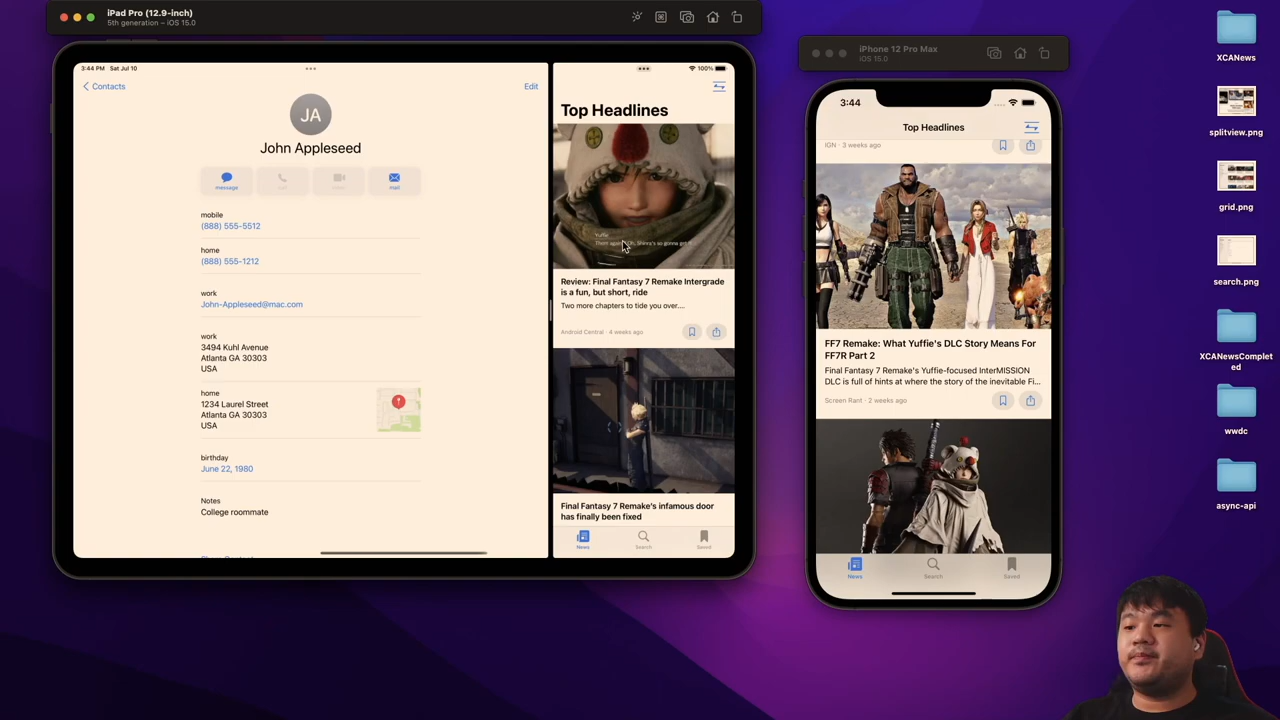 iPad Pro (12.9-inch)
5th generation – iOS 15.0
3:44 PM Sat Jul 10
100%
Contacts
Edit
JA
John Appleseed
message
call
video
mail
mobile
(888) 555-5512
home
(888) 555-1212
work
John-Appleseed@mac.com
work
3494 Kuhl Avenue
Atlanta GA 30303
USA
home
1234 Laurel Street
Atlanta GA 30303
USA
birthday
June 22, 1980
Notes
College roommate
Top Headlines
Yuffie
Review: Final Fantasy 7 Remake Intergrade
is a fun, but short, ride
Two more chapters to tide you over....
Android Central · 4 weeks ago
Final Fantasy 7 Remake's infamous door
has finally been fixed
News
Search
Saved
iPhone 12 Pro Max
iOS 15.0
3:44
Top Headlines
IGN · 3 weeks ago
FF7 Remake: What Yuffie's DLC Story Means For
FF7R Part 2
Final Fantasy 7 Remake's Yuffie-focused InterMISSION
DLC is full of hints at where the story of the inevitable Fi...
Screen Rant · 2 weeks ago
News
Search
Saved
XCANews
splitview.png
grid.png
search.png
XCANewsComplet
ed
wwdc
async-api